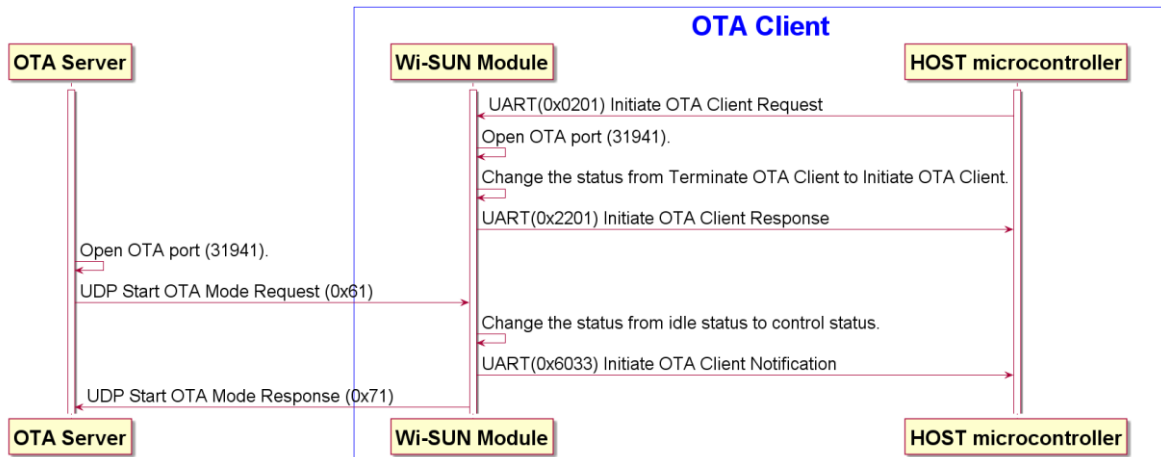 OTA Client
OTA Server
Wi-SUN Module
HOST microcontroller
UART(0x0201) Initiate OTA Client Request
Open OTA port (31941).
Change the status from Terminate OTA Client to Initiate OTA Client.
UART(0x2201) Initiate OTA Client Response
Open OTA port (31941).
UDP Start OTA Mode Request (0x61)
Change the status from idle status to control status.
UART(0x6033) Initiate OTA Client Notification
UDP Start OTA Mode Response (0x71)
OTA Server
Wi-SUN Module
HOST microcontroller